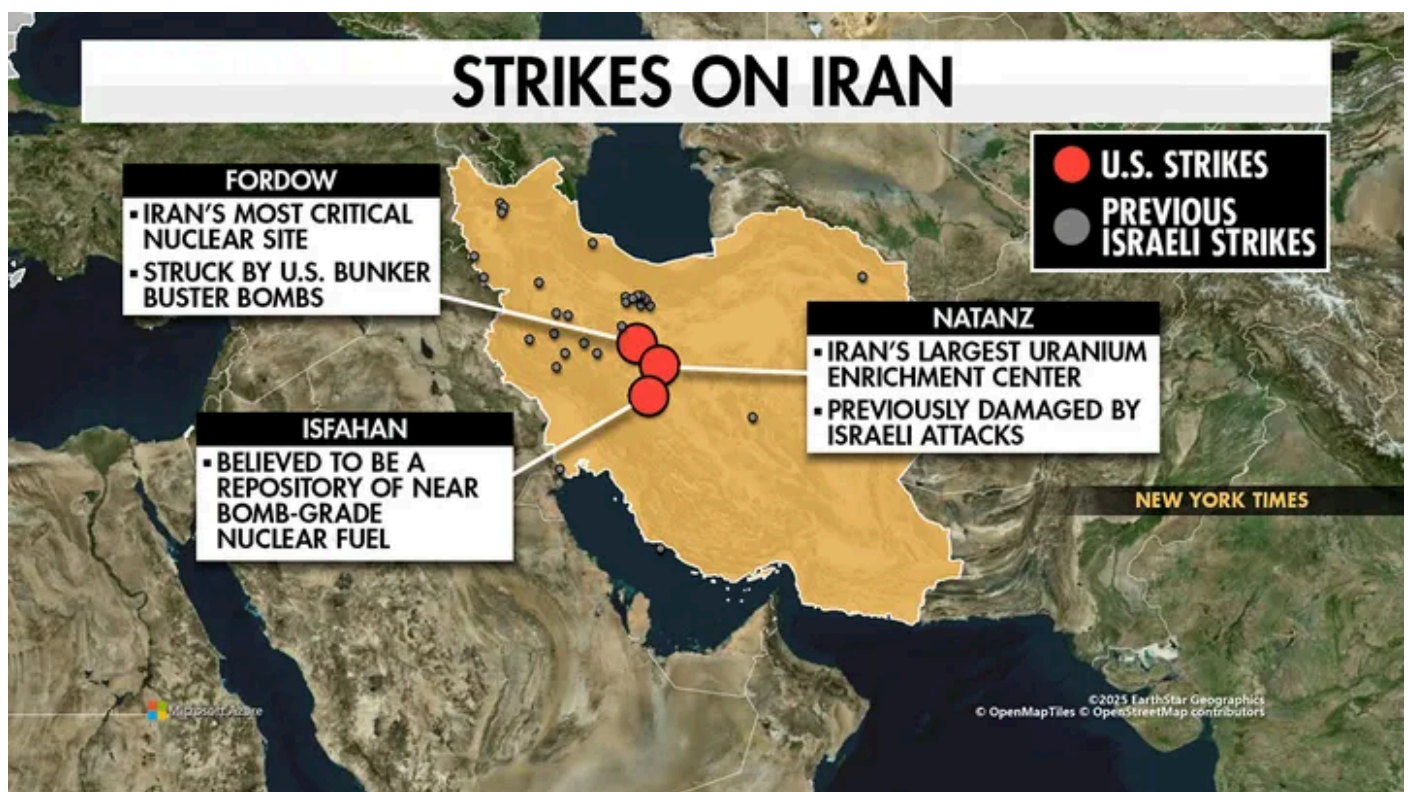 STRIKES ON IRAN
U.S. STRIKES
PREVIOUS
ISRAELI STRIKES
FORDOW
▪ IRAN'S MOST CRITICAL
NUCLEAR SITE
▪ STRUCK BY U.S. BUNKER
BUSTER BOMBS
NATANZ
▪ IRAN'S LARGEST URANIUM
ENRICHMENT CENTER
▪ PREVIOUSLY DAMAGED BY
ISRAELI ATTACKS
ISFAHAN
▪ BELIEVED TO BE A
REPOSITORY OF NEAR
BOMB-GRADE
NUCLEAR FUEL
NEW YORK TIMES
Microsoft Azure
©2025 EarthStar Geographics
© OpenMapTiles © OpenStreetMap contributors